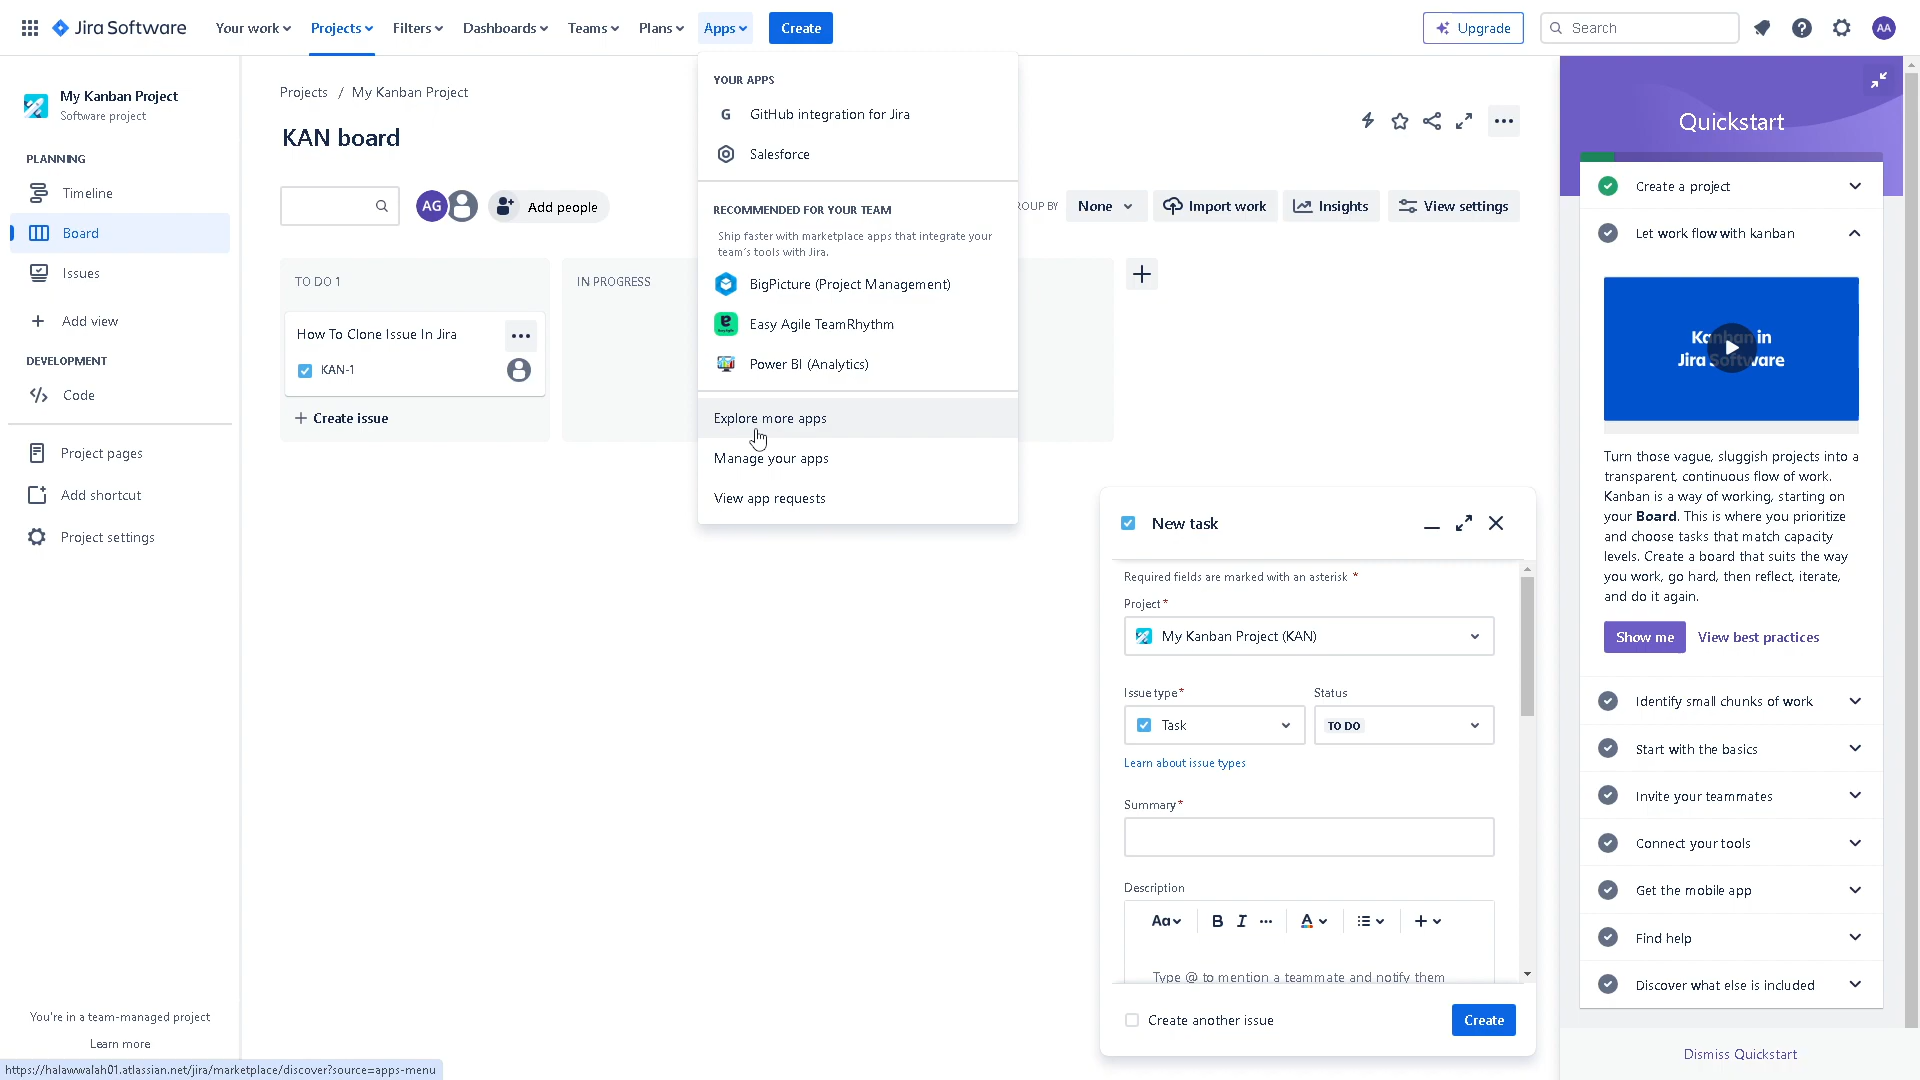 Jira Software
Your work
Projects
Filters
Dashboards
Teams
Plans
Apps
Create
Upgrade
Search
AA
My Kanban Project
Software project
PLANNING
Timeline
Board
Issues
Add view
DEVELOPMENT
Code
Project pages
Add shortcut
Project settings
You're in a team-managed project
Learn more
https://halawwalah01.atlassian.net/jira/marketplace/discover?source=apps-menu
Projects / My Kanban Project
KAN board
AG
Add people
ROUP BY
None
Import work
Insights
View settings
TO DO 1
How To Clone Issue In Jira
KAN-1
Create issue
IN PROGRESS
YOUR APPS
G GitHub integration for Jira
Salesforce
RECOMMENDED FOR YOUR TEAM
Ship faster with marketplace apps that integrate your
team's tools with Jira.
BigPicture (Project Management)
Easy Agile TeamRhythm
Power BI (Analytics)
Explore more apps
Manage your apps
View app requests
New task
Required fields are marked with an asterisk *
Project*
My Kanban Project (KAN)
Issue type*
Status
Task
TO DO
Learn about issue types
Summary*
Description
Aa
B
I
A
Type @ to mention a teammate and notify them
Create another issue
Create
Quickstart
Create a project
Let work flow with kanban
Kanban in
Jira Software
Turn those vague, sluggish projects into a
transparent, continuous flow of work.
Kanban is a way of working, starting on
your Board. This is where you prioritize
and choose tasks that match capacity
levels. Create a board that suits the way
you work, go hard, then reflect, iterate,
and do it again.
Show me
View best practices
Identify small chunks of work
Start with the basics
Invite your teammates
Connect your tools
Get the mobile app
Find help
Discover what else is included
Dismiss Quickstart